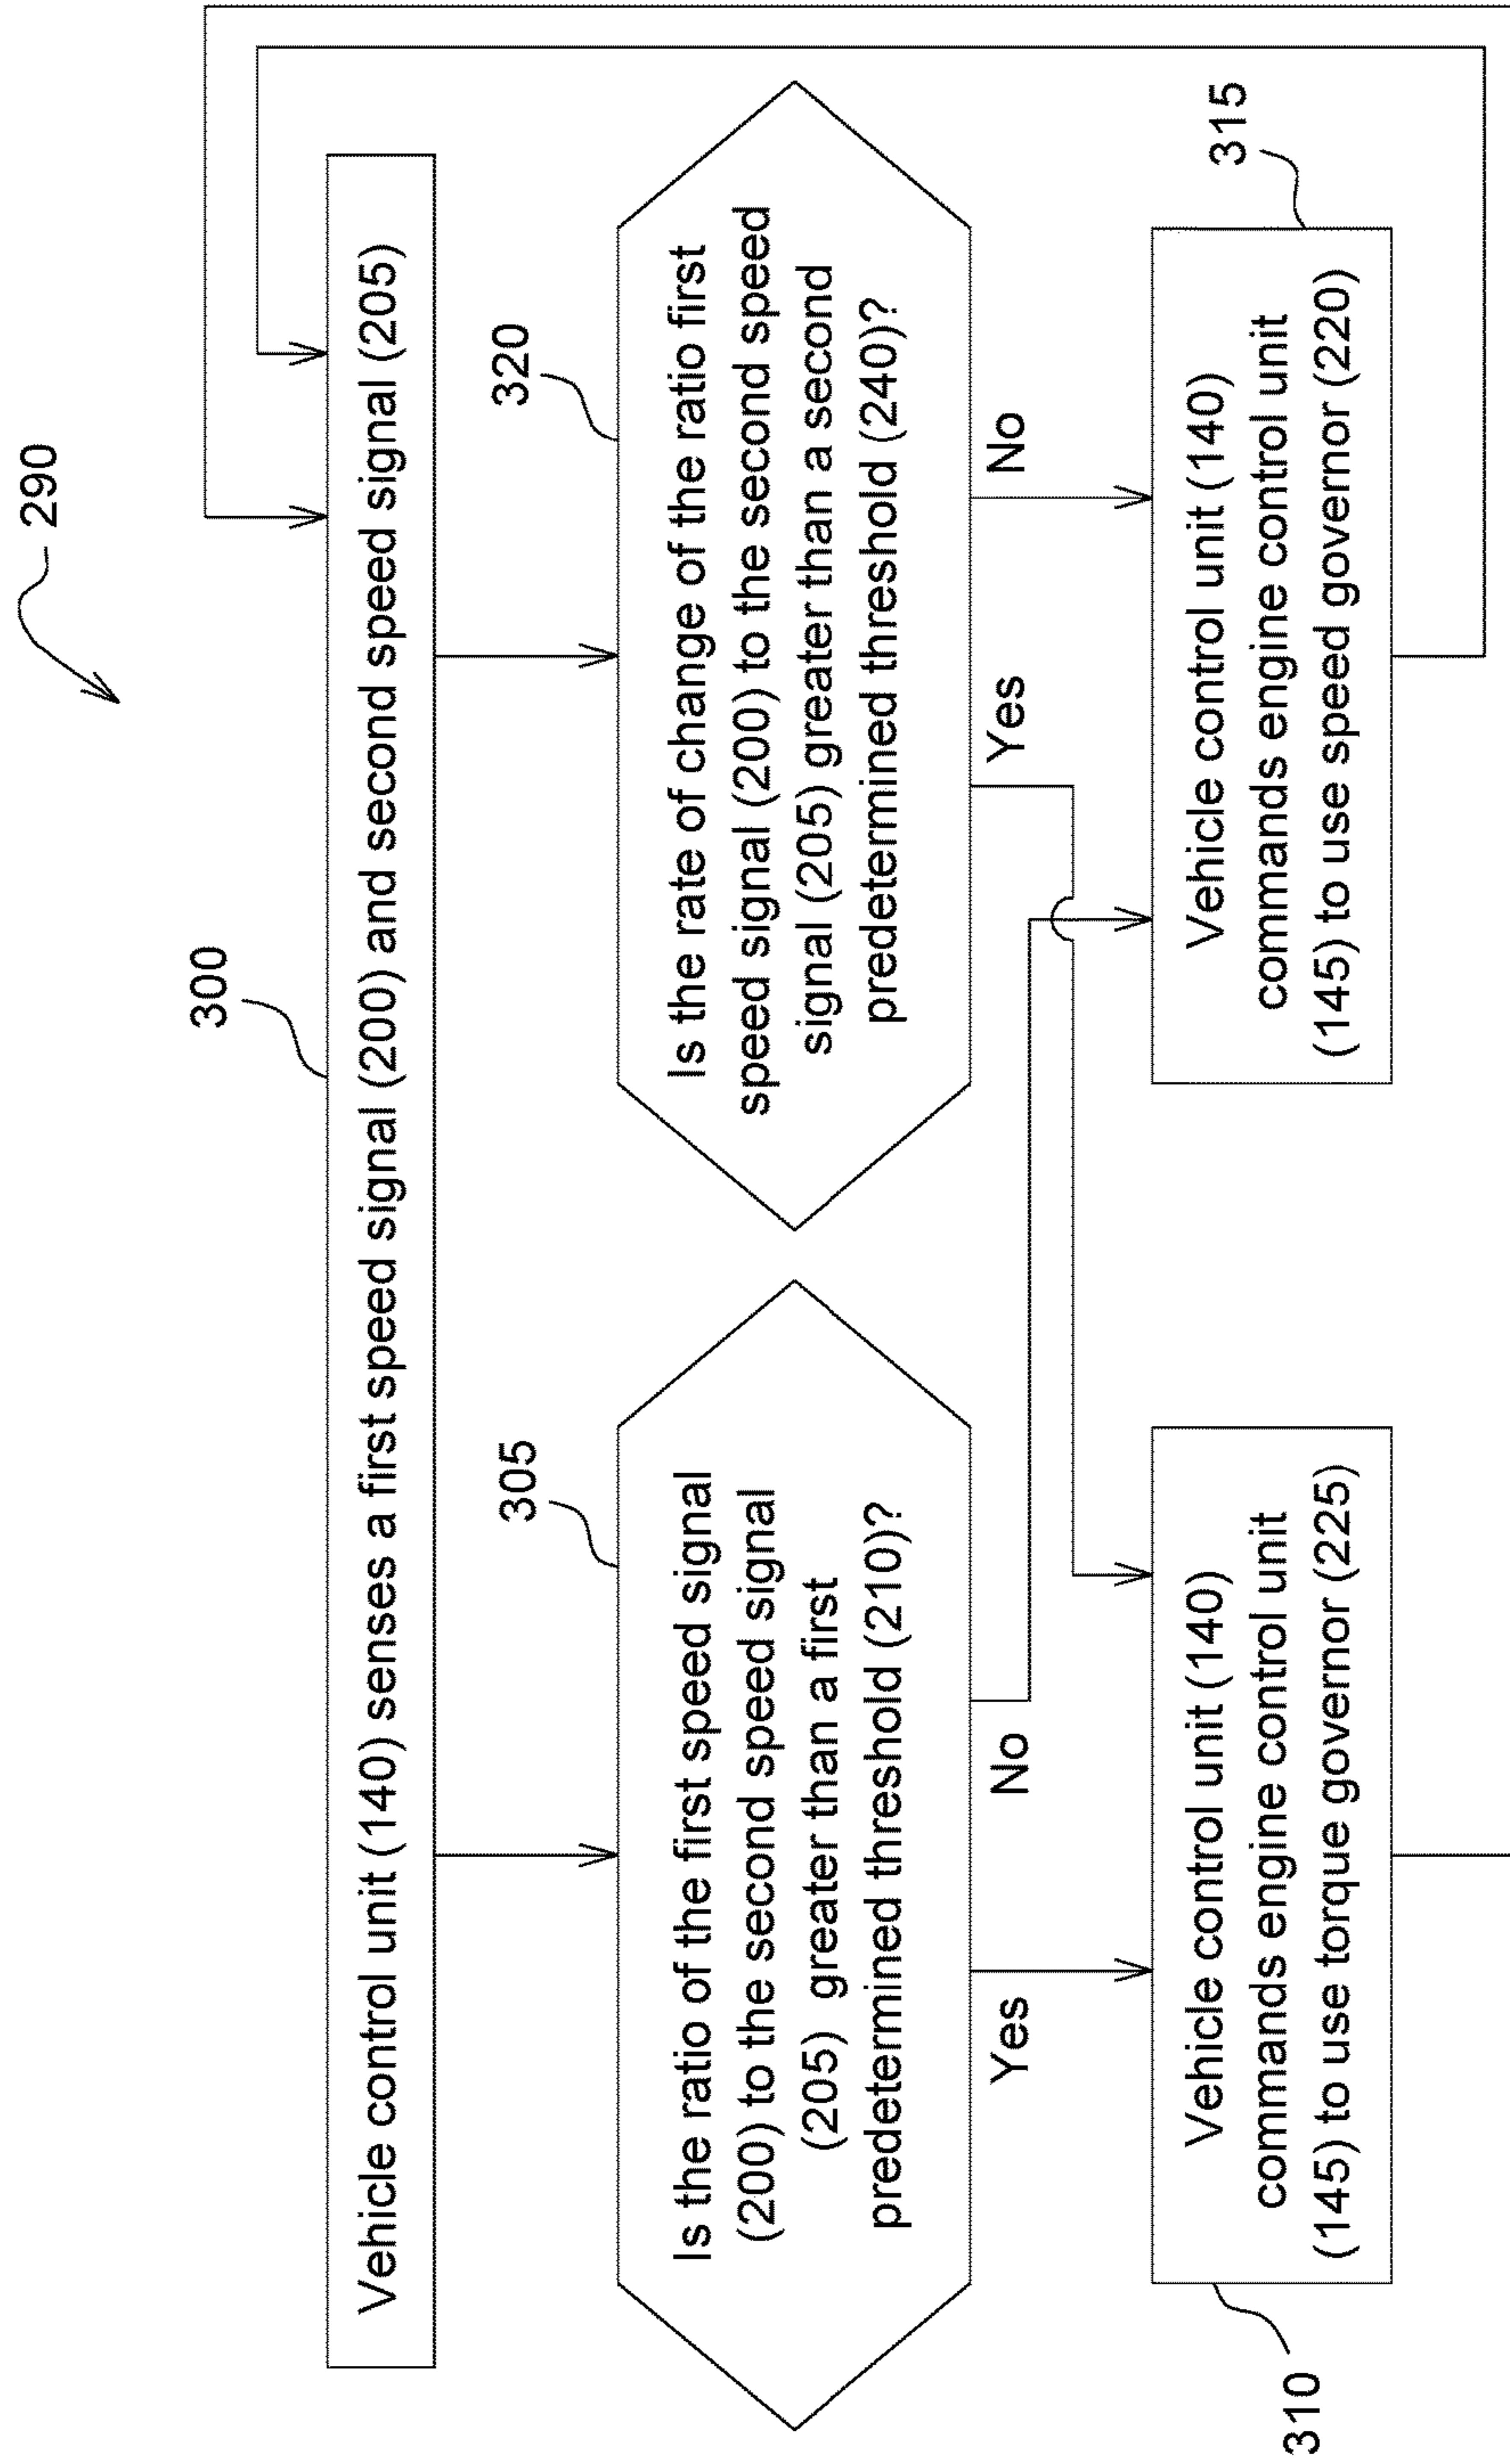 290
300
Vehicle control unit (140) senses a first speed signal (200) and second speed signal (205)
305
Is the ratio of the first speed signal
(200) to the second speed signal
(205) greater than a first
predetermined threshold (210)?
320
Is the rate of change of the ratio first
speed signal (200) to the second speed
signal (205) greater than a second
predetermined threshold (240)?
Yes
No
Yes
No
310
Vehicle control unit (140)
commands engine control unit
(145) to use torque governor (225)
315
Vehicle control unit (140)
commands engine control unit
(145) to use speed governor (220)